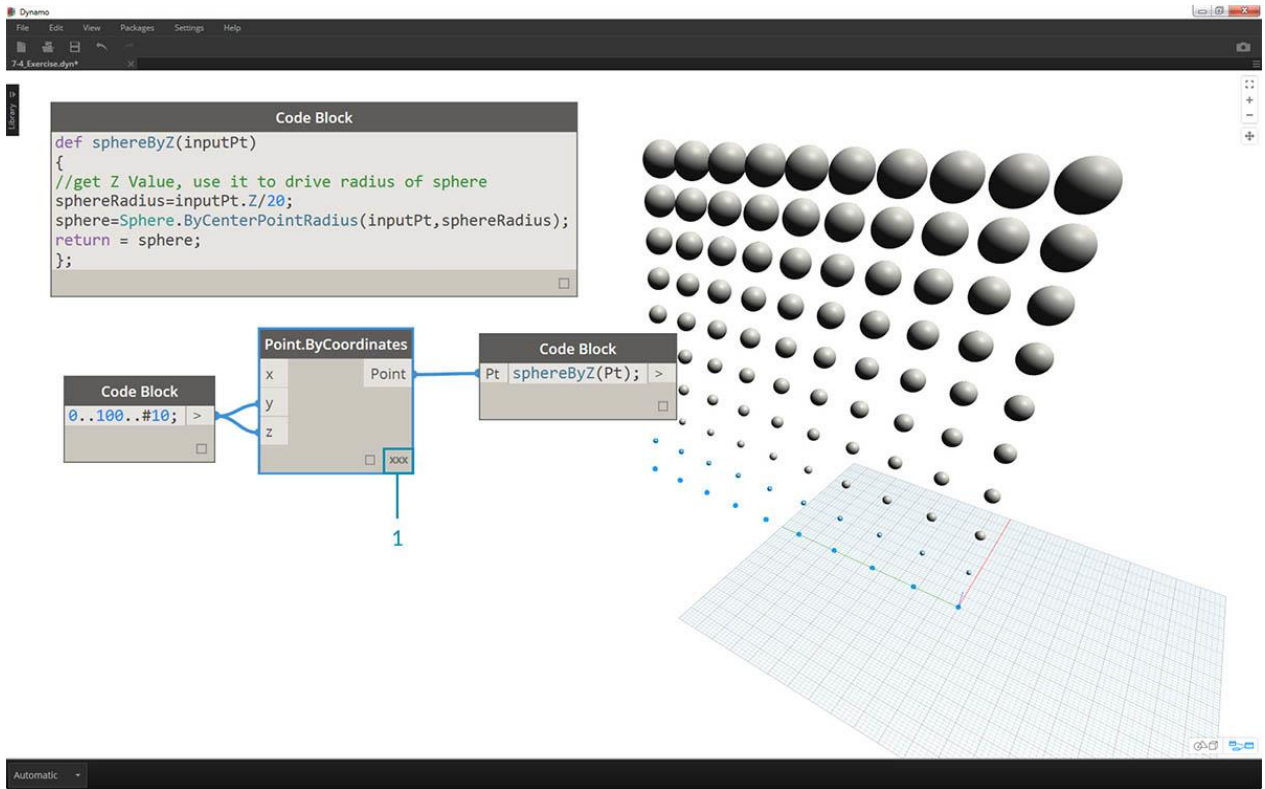 Dynamo
File Edit View Packages Settings Help
7-4_Exercise.dyn*
Library
Code Block
def sphereByZ(inputPt)
{
//get Z Value, use it to drive radius of sphere
sphereRadius=inputPt.Z/20;
sphere=Sphere.ByCenterPointRadius(inputPt,sphereRadius);
return = sphere;
};
Code Block
0..100..#10; >
Point.ByCoordinates
x Point
y
z
xxx
1
Code Block
Pt sphereByZ(Pt); >
Automatic